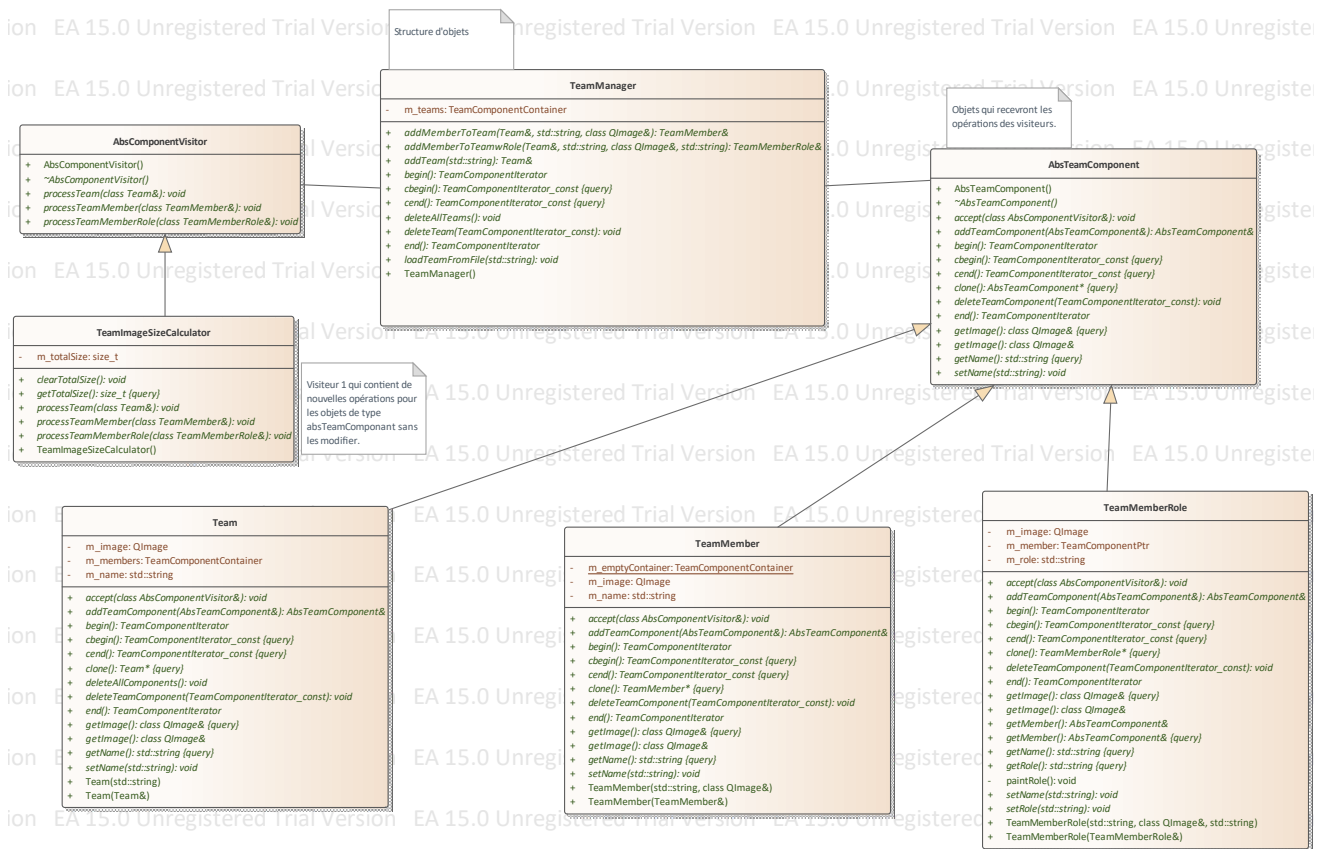 Structure d'objets
TeamManager
- m_teams: TeamComponentContainer
+ addMemberToTeam(Team&, std::string, class QImage&): TeamMember&
+ addMemberToTeamwRole(Team&, std::string, class QImage&, std::string): TeamMemberRole&
+ addTeam(std::string): Team&
+ begin(): TeamComponentIterator
+ cbegin(): TeamComponentIterator_const {query}
+ cend(): TeamComponentIterator_const {query}
+ deleteAllTeams(): void
+ deleteTeam(TeamComponentIterator_const): void
+ end(): TeamComponentIterator
+ loadTeamFromFile(std::string): void
+ TeamManager()
AbsComponentVisitor
+ AbsComponentVisitor()
+ ~AbsComponentVisitor()
+ processTeam(class Team&): void
+ processTeamMember(class TeamMember&): void
+ processTeamMemberRole(class TeamMemberRole&): void
Objets qui recevront les
opérations des visiteurs.
AbsTeamComponent
+ AbsTeamComponent()
+ ~AbsTeamComponent()
+ accept(class AbsComponentVisitor&): void
+ addTeamComponent(AbsTeamComponent&): AbsTeamComponent&
+ begin(): TeamComponentIterator
+ cbegin(): TeamComponentIterator_const {query}
+ cend(): TeamComponentIterator_const {query}
+ clone(): AbsTeamComponent* {query}
+ deleteTeamComponent(TeamComponentIterator_const): void
+ end(): TeamComponentIterator
+ getImage(): class QImage& {query}
+ getImage(): class QImage&
+ getName(): std::string {query}
+ setName(std::string): void
TeamImageSizeCalculator
- m_totalSize: size_t
+ clearTotalSize(): void
+ getTotalSize(): size_t {query}
+ processTeam(class Team&): void
+ processTeamMember(class TeamMember&): void
+ processTeamMemberRole(class TeamMemberRole&): void
+ TeamImageSizeCalculator()
Visiteur 1 qui contient de
nouvelles opérations pour
les objets de type
absTeamComponant sans
les modifier.
Team
- m_image: QImage
- m_members: TeamComponentContainer
- m_name: std::string
+ accept(class AbsComponentVisitor&): void
+ addTeamComponent(AbsTeamComponent&): AbsTeamComponent&
+ begin(): TeamComponentIterator
+ cbegin(): TeamComponentIterator_const {query}
+ cend(): TeamComponentIterator_const {query}
+ clone(): Team* {query}
+ deleteAllComponents(): void
+ deleteTeamComponent(TeamComponentIterator_const): void
+ end(): TeamComponentIterator
+ getImage(): class QImage& {query}
+ getImage(): class QImage&
+ getName(): std::string {query}
+ setName(std::string): void
+ Team(std::string)
+ Team(Team&)
TeamMember
- m_emptyContainer: TeamComponentContainer
- m_image: QImage
- m_name: std::string
+ accept(class AbsComponentVisitor&): void
+ addTeamComponent(AbsTeamComponent&): AbsTeamComponent&
+ begin(): TeamComponentIterator
+ cbegin(): TeamComponentIterator_const {query}
+ cend(): TeamComponentIterator_const {query}
+ clone(): TeamMember* {query}
+ deleteTeamComponent(TeamComponentIterator_const): void
+ end(): TeamComponentIterator
+ getImage(): class QImage& {query}
+ getImage(): class QImage&
+ getName(): std::string {query}
+ setName(std::string): void
+ TeamMember(std::string, class QImage&)
+ TeamMember(TeamMember&)
TeamMemberRole
- m_image: QImage
- m_member: TeamComponentPtr
- m_role: std::string
+ accept(class AbsComponentVisitor&): void
+ addTeamComponent(AbsTeamComponent&): AbsTeamComponent&
+ begin(): TeamComponentIterator
+ cbegin(): TeamComponentIterator_const {query}
+ cend(): TeamComponentIterator_const {query}
+ clone(): TeamMemberRole* {query}
+ deleteTeamComponent(TeamComponentIterator_const): void
+ end(): TeamComponentIterator
+ getImage(): class QImage& {query}
+ getImage(): class QImage&
+ getMember(): AbsTeamComponent&
+ getMember(): AbsTeamComponent& {query}
+ getName(): std::string {query}
+ getRole(): std::string {query}
- paintRole(): void
+ setName(std::string): void
+ setRole(std::string): void
+ TeamMemberRole(std::string, class QImage&, std::string)
+ TeamMemberRole(TeamMemberRole&)
EA 15.0 Unregistered Trial Version